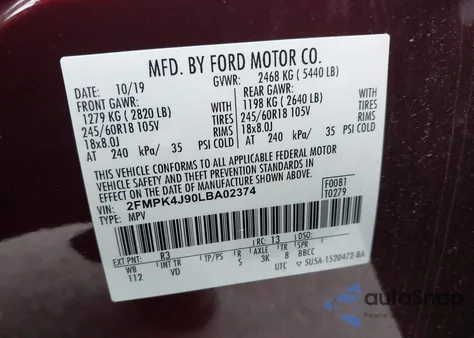 MFD. BY FORD MOTOR CO.
10/19 GVWR: 2468 KG (5440 LB)
FRONT GAWR: REAR GAWR:
1279 KG (2820 LB) 1198 KG (2640 LB)
245/60R18 105V TIRES 245/60R18 105V TIRES
18x8.0J RIMS 18x8.0J RIMS
AT 240 kPa/ 35 PSI COLD AT 240 kPa/ 35 PSI COLD
THIS VEHICLE CONFORMS TO ALL APPLICABLE FEDERAL MOTOR
VEHICLE SAFETY AND THEFT PREVENTION STANDARDS IN
EFFECT ON THE DATE OF MANUFACTURE SHOWN ABOVE.
VIN: 2FMPK4J90LBA02374 F0081
TYPE: MPV T0279
EXT PNT: R3 RC: 13 DSO:
WB INT TR TP/PS R AXLE TR SPR
112 VD 5 3K 8 BBCC
UTC 5U5A-1520472-BA
autoSnap